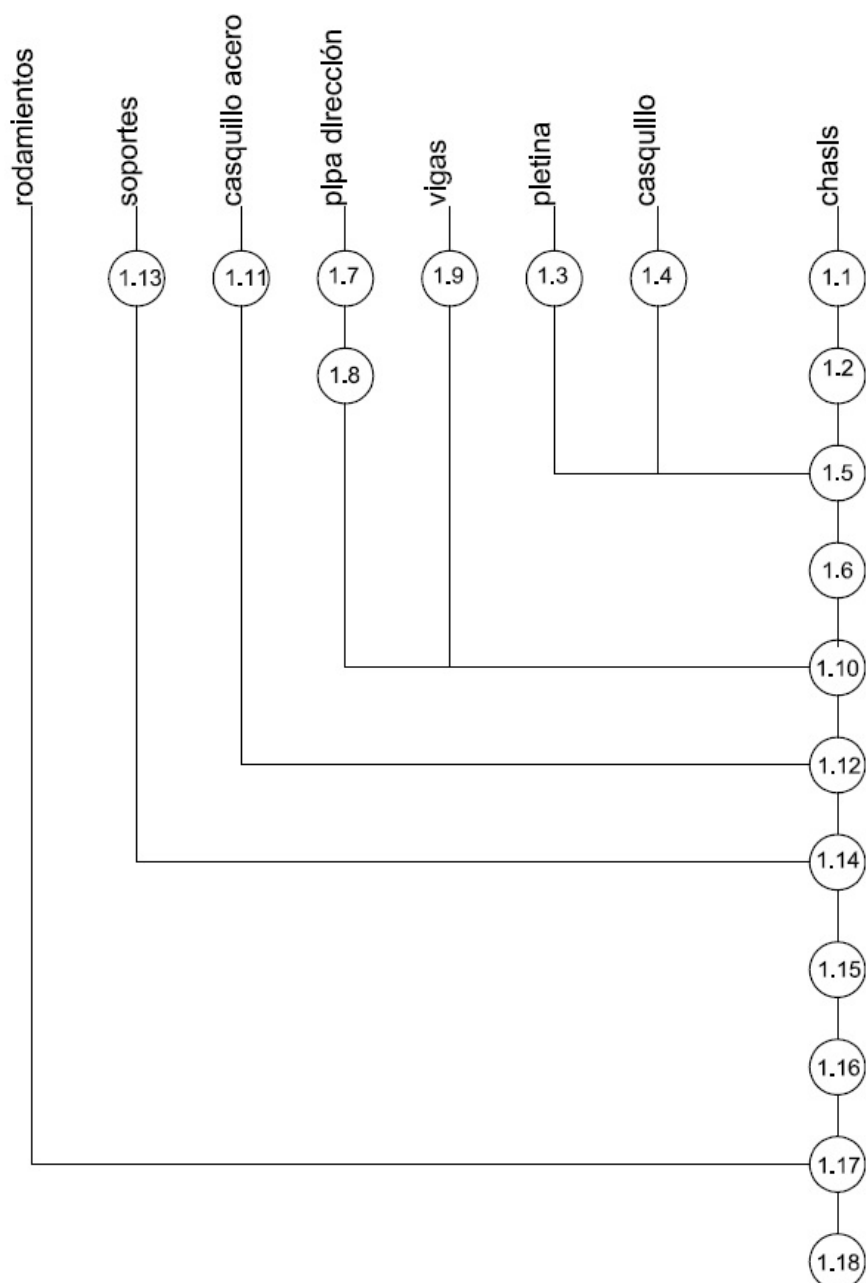 rodamientos
soportes
casquillo acero
pipa dirección
vigas
pletina
casquillo
chasis
1.13
1.11
1.7
1.9
1.3
1.4
1.1
1.8
1.2
1.5
1.6
1.10
1.12
1.14
1.15
1.16
1.17
1.18